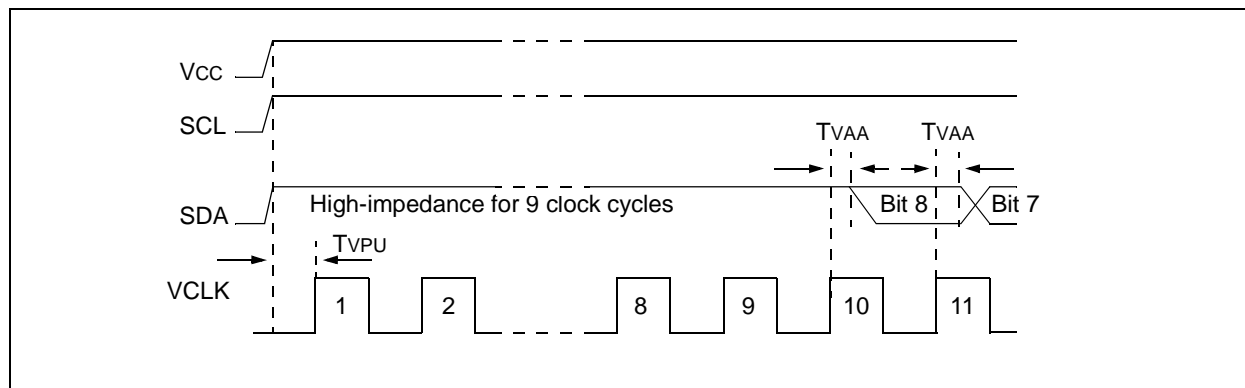 VCC
SCL
TVAA TVAA
SDA High-impedance for 9 clock cycles Bit 8 Bit 7
TVPU
VCLK 1 2 8 9 10 11